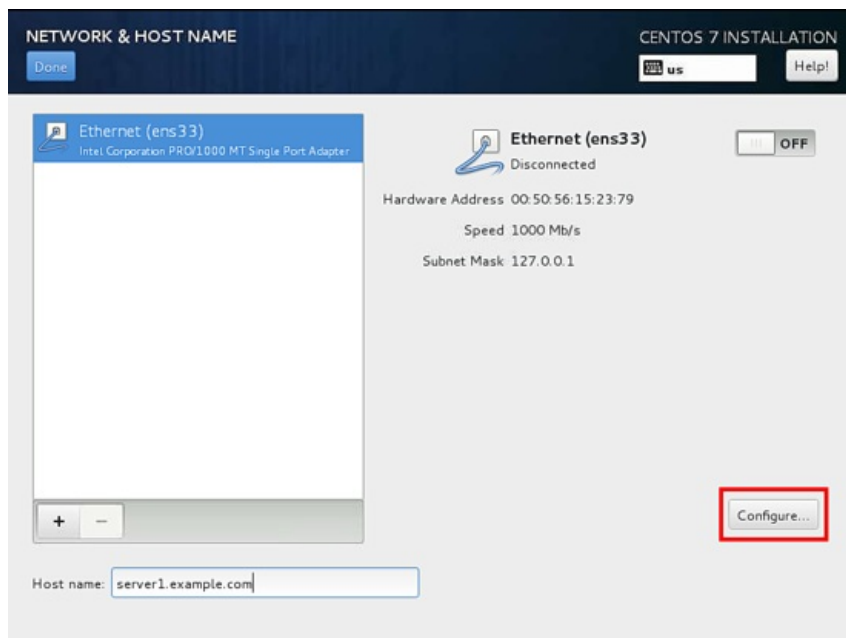 NETWORK & HOST NAME
CENTOS 7 INSTALLATION
Done
us
Help!
Ethernet (ens33)
Intel Corporation PRO/1000 MT Single Port Adapter
Ethernet (ens33)
Disconnected
OFF
Hardware Address 00:50:56:15:23:79
Speed 1000 Mb/s
Subnet Mask 127.0.0.1
+ −
Configure...
Host name: server1.example.com